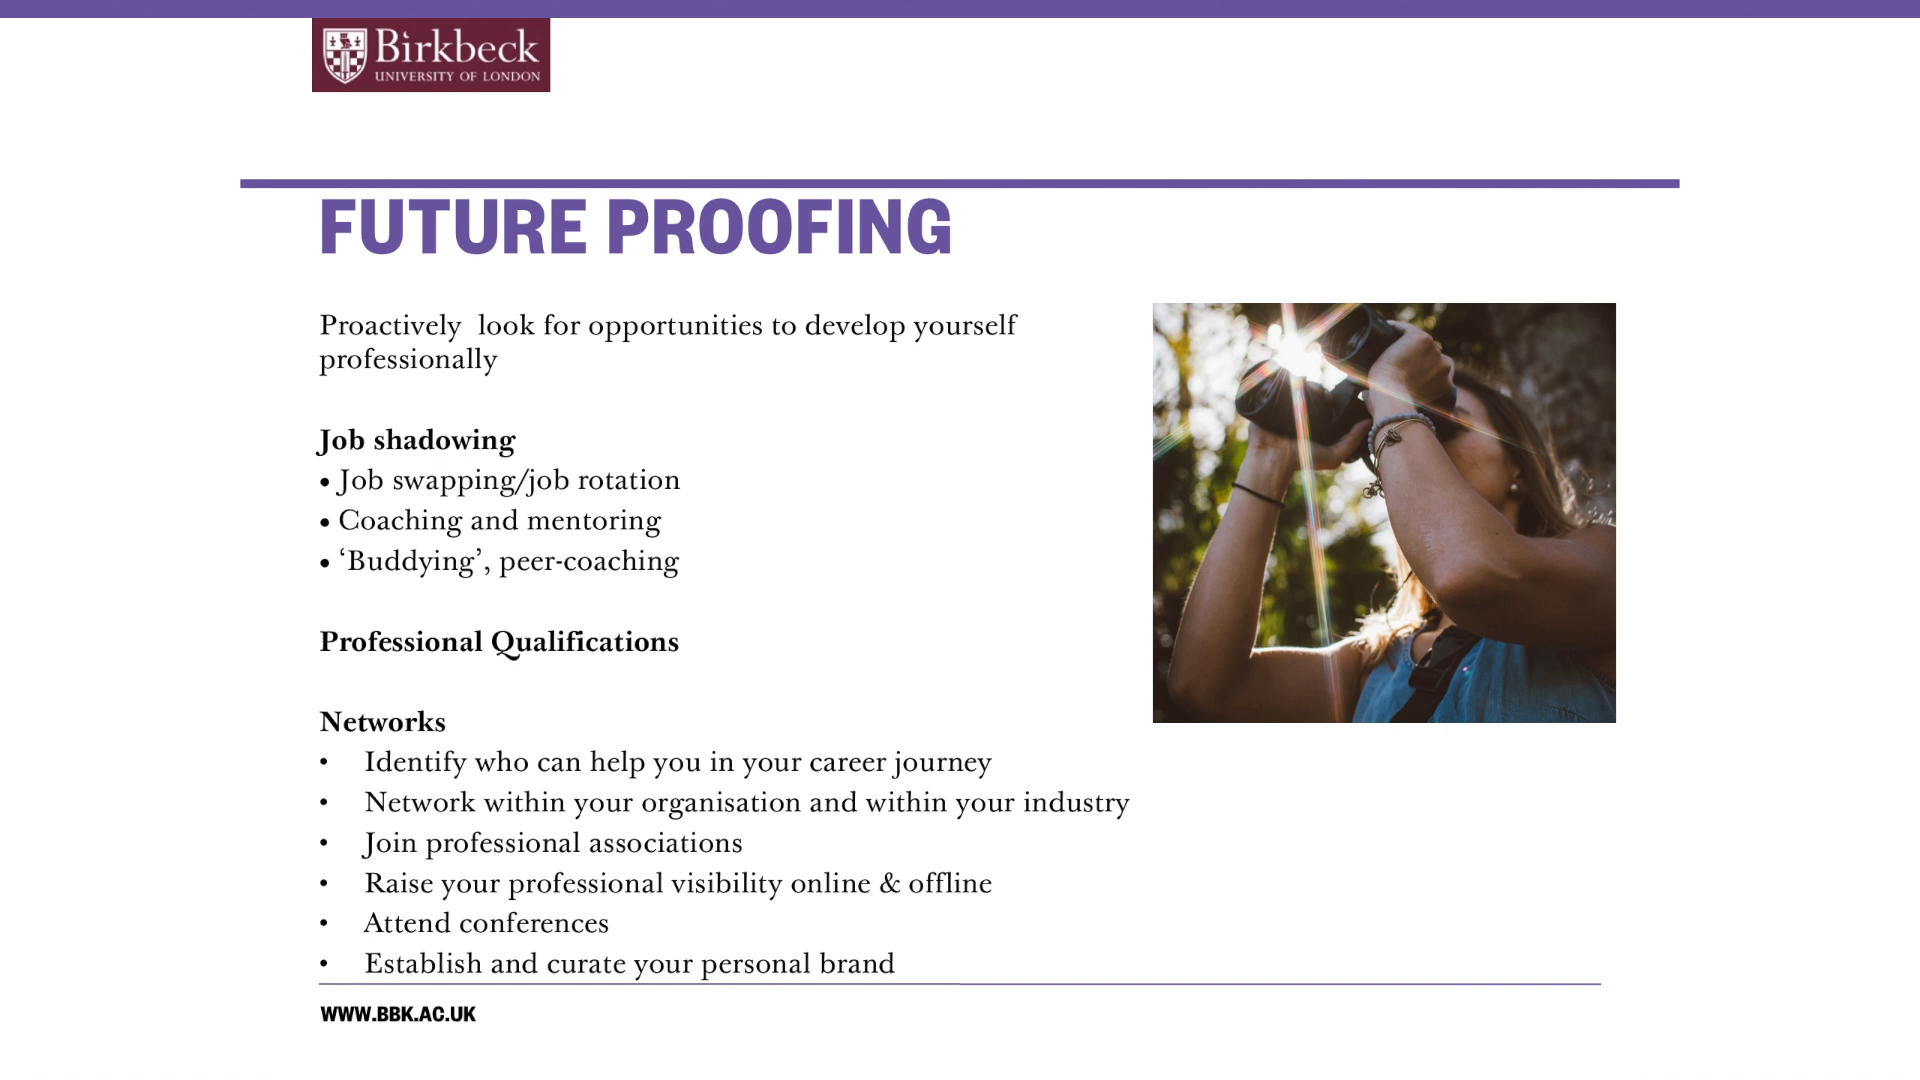 Birkbeck
UNIVERSITY OF LONDON
FUTURE PROOFING
Proactively  look for opportunities to develop yourself
professionally
Job shadowing
• Job swapping/job rotation
• Coaching and mentoring
• ‘Buddying’, peer-coaching
Professional Qualifications
Networks
• Identify who can help you in your career journey
• Network within your organisation and within your industry
• Join professional associations
• Raise your professional visibility online & offline
• Attend conferences
• Establish and curate your personal brand
WWW.BBK.AC.UK